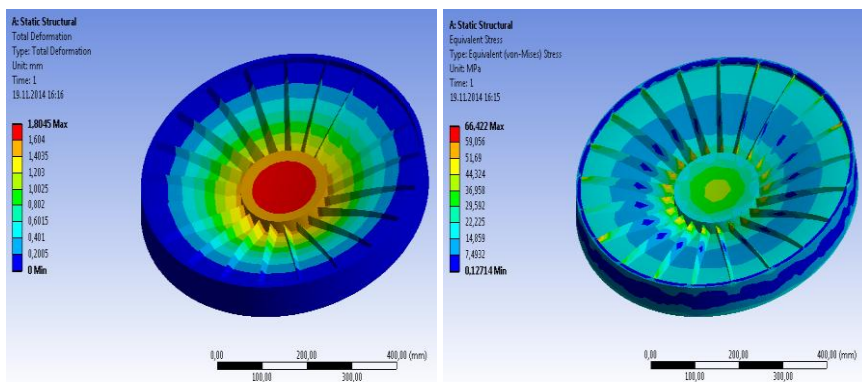 A: Static Structural
Total Deformation
Type: Total Deformation
Unit: mm
Time: 1
19.11.2014 16:16
1,8045 Max
1,604
1,4035
1,203
1,0025
0,802
0,6015
0,401
0,2005
0 Min
0,00
200,00
400,00 (mm)
100,00
300,00
A: Static Structural
Equivalent Stress
Type: Equivalent (von-Mises) Stress
Unit: MPa
Time: 1
19.11.2014 16:15
66,422 Max
59,056
51,69
44,324
36,958
29,592
22,225
14,859
7,4932
0,12714 Min
0,00
200,00
400,00 (mm)
100,00
300,00